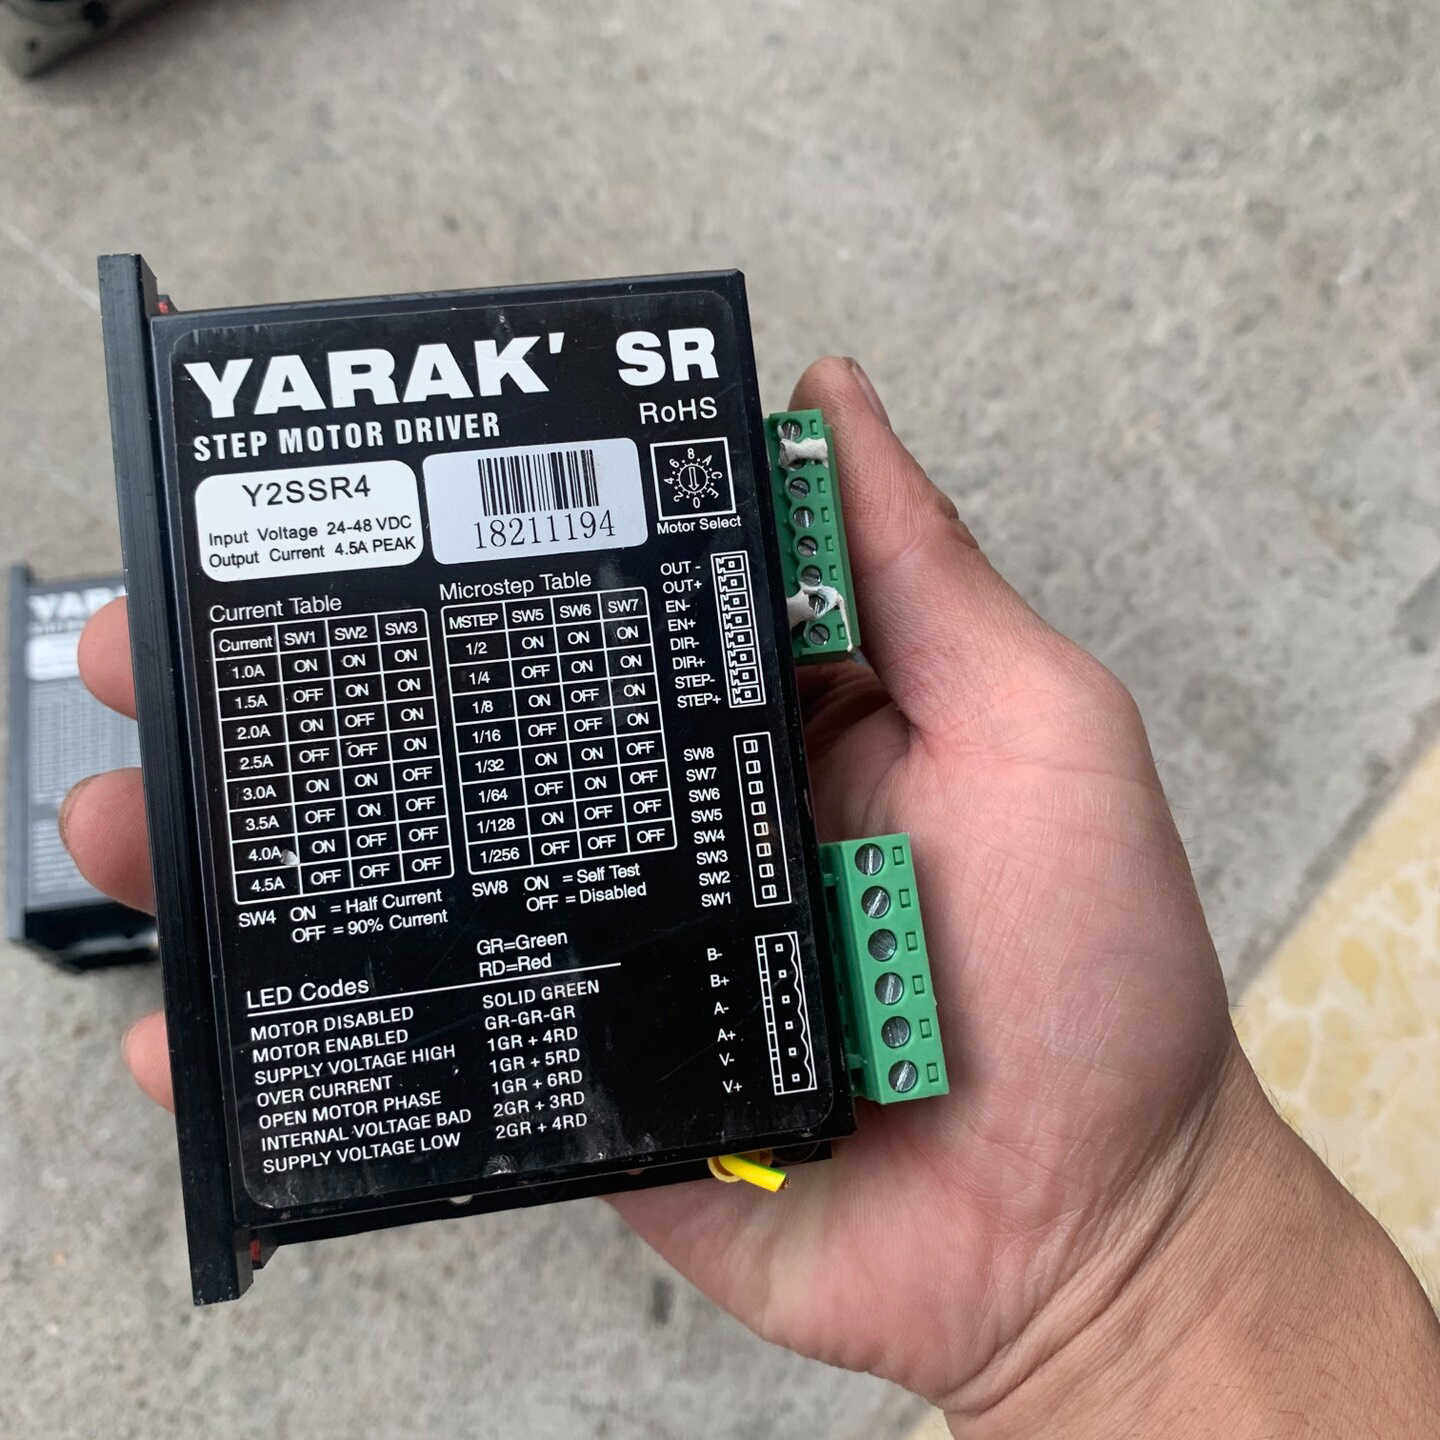 YARAK' SR
STEP MOTOR DRIVER
RoHS
Y2SSR4
Input Voltage 24-48 VDC
Output Current 4.5A PEAK
18211194
0 2 4 6 8 A C E
Motor Select
Current Table
Current SW1 SW2 SW3
1.0A ON ON ON
1.5A OFF OFF ON
2.0A ON OFF ON
2.5A OFF OFF ON
3.0A ON ON OFF
3.5A OFF ON OFF
4.0A ON OFF OFF
4.5A OFF OFF OFF
SW4 ON = Half Current
OFF = 90% Current
Microstep Table
MSTEP SW5 SW6 SW7
1/2 ON ON ON
1/4 OFF ON ON
1/8 ON OFF ON
1/16 OFF OFF ON
1/32 ON ON OFF
1/64 OFF ON OFF
1/128 ON OFF OFF
1/256 OFF OFF OFF
SW8 ON = Self Test
OFF = Disabled
OUT-
OUT+
EN-
EN+
DIR-
DIR+
STEP-
STEP+
SW8
SW7
SW6
SW5
SW4
SW3
SW2
SW1
B-
B+
A-
A+
V-
V+
GR=Green
RD=Red
LED Codes
MOTOR DISABLED SOLID GREEN
MOTOR ENABLED GR-GR-GR
SUPPLY VOLTAGE HIGH 1GR + 4RD
OVER CURRENT 1GR + 5RD
OPEN MOTOR PHASE 1GR + 6RD
INTERNAL VOLTAGE BAD 2GR + 3RD
SUPPLY VOLTAGE LOW 2GR + 4RD
YARA